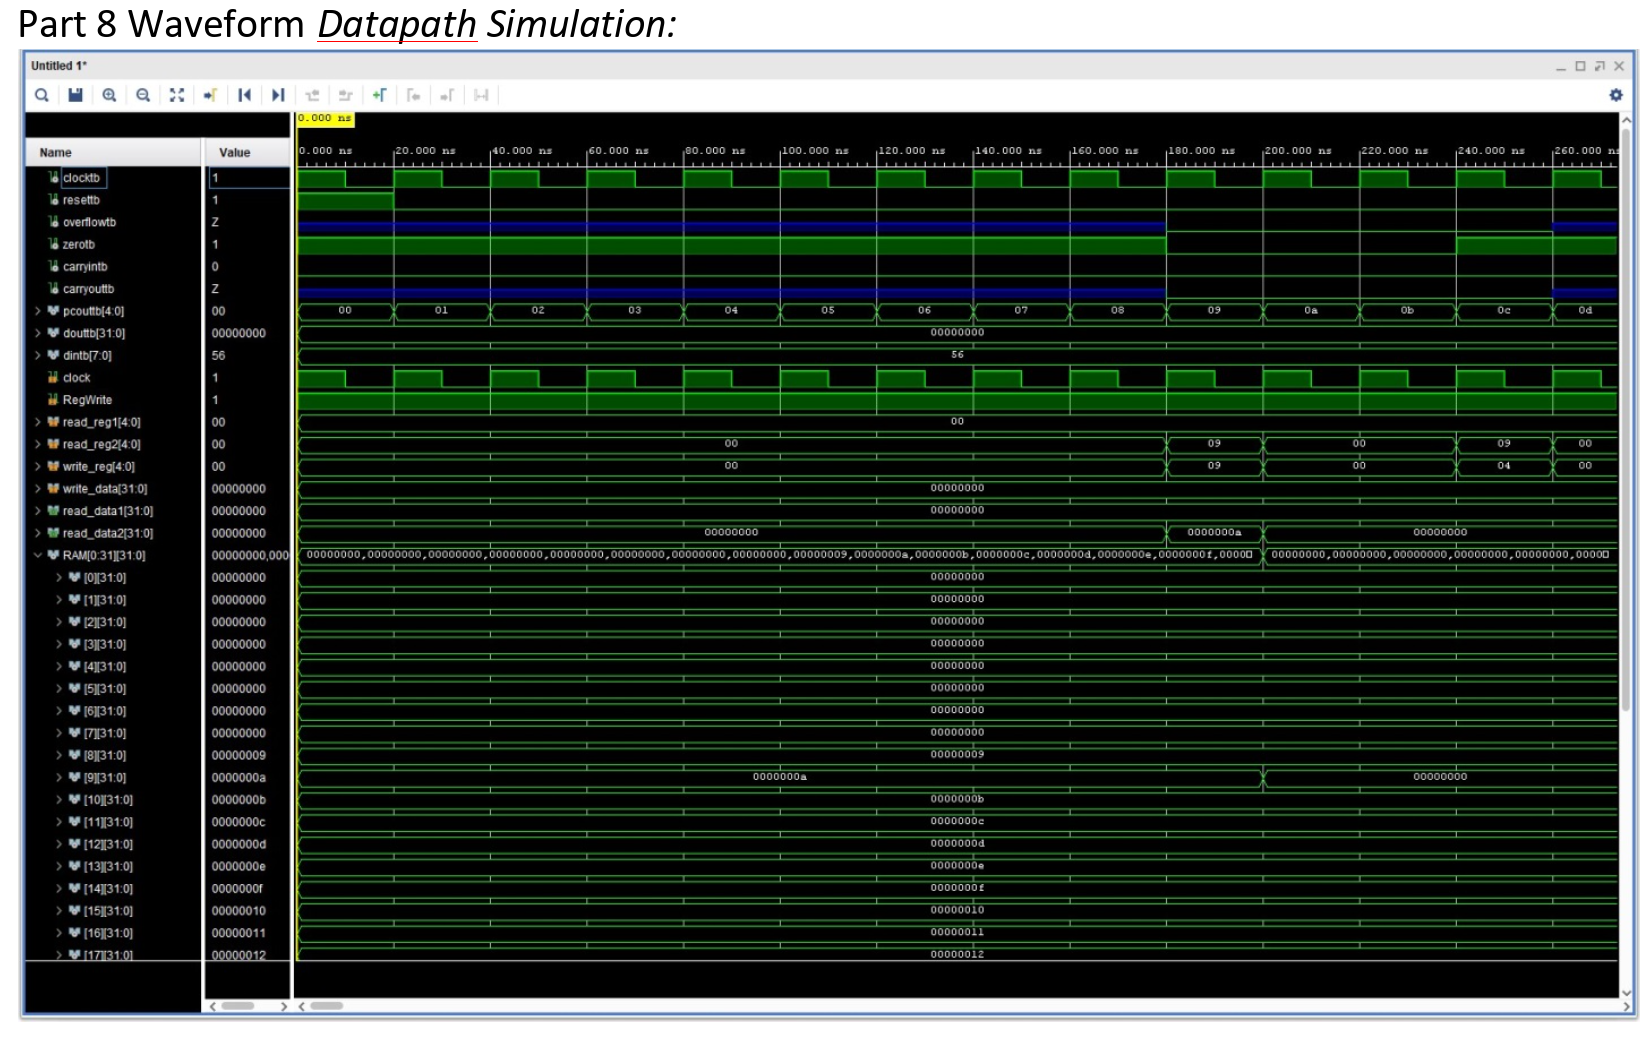 Part 8 Waveform Datapath Simulation:
Untitled 1*
0.000 ns
Name Value 0.000 ns 20.000 ns 40.000 ns 60.000 ns 80.000 ns 100.000 ns 120.000 ns 140.000 ns 160.000 ns 180.000 ns 200.000 ns 220.000 ns 240.000 ns 260.000 ns
clocktb 1
resettb 1
overflowtb Z
zerotb 1
carryintb 0
carryouttb Z
pcouttb[4:0] 00 00 01 02 03 04 05 06 07 08 09 0a 0b 0c 0d
douttb[31:0] 00000000 00000000
dintb[7:0] 56 56
clock 1
RegWrite 1
read_reg1[4:0] 00 00
read_reg2[4:0] 00 00 09 00 09 00
write_reg[4:0] 00 00 09 00 04 00
write_data[31:0] 00000000 00000000
read_data1[31:0] 00000000 00000000
read_data2[31:0] 00000000 00000000 0000000a 00000000
RAM[0:31][31:0] 00000000,000 00000000,00000000,00000000,00000000,00000000,00000000,00000000,00000000,00000009,0000000a,0000000b,0000000c,0000000d,0000000e,0000000f,0000 00000000,00000000,00000000,00000000,00000000,0000
[0][31:0] 00000000 00000000
[1][31:0] 00000000 00000000
[2][31:0] 00000000 00000000
[3][31:0] 00000000 00000000
[4][31:0] 00000000 00000000
[5][31:0] 00000000 00000000
[6][31:0] 00000000 00000000
[7][31:0] 00000000 00000000
[8][31:0] 00000009 00000009
[9][31:0] 0000000a 0000000a 00000000
[10][31:0] 0000000b 0000000b
[11][31:0] 0000000c 0000000c
[12][31:0] 0000000d 0000000d
[13][31:0] 0000000e 0000000e
[14][31:0] 0000000f 0000000f
[15][31:0] 00000010 00000010
[16][31:0] 00000011 00000011
[17][31:0] 00000012 00000012